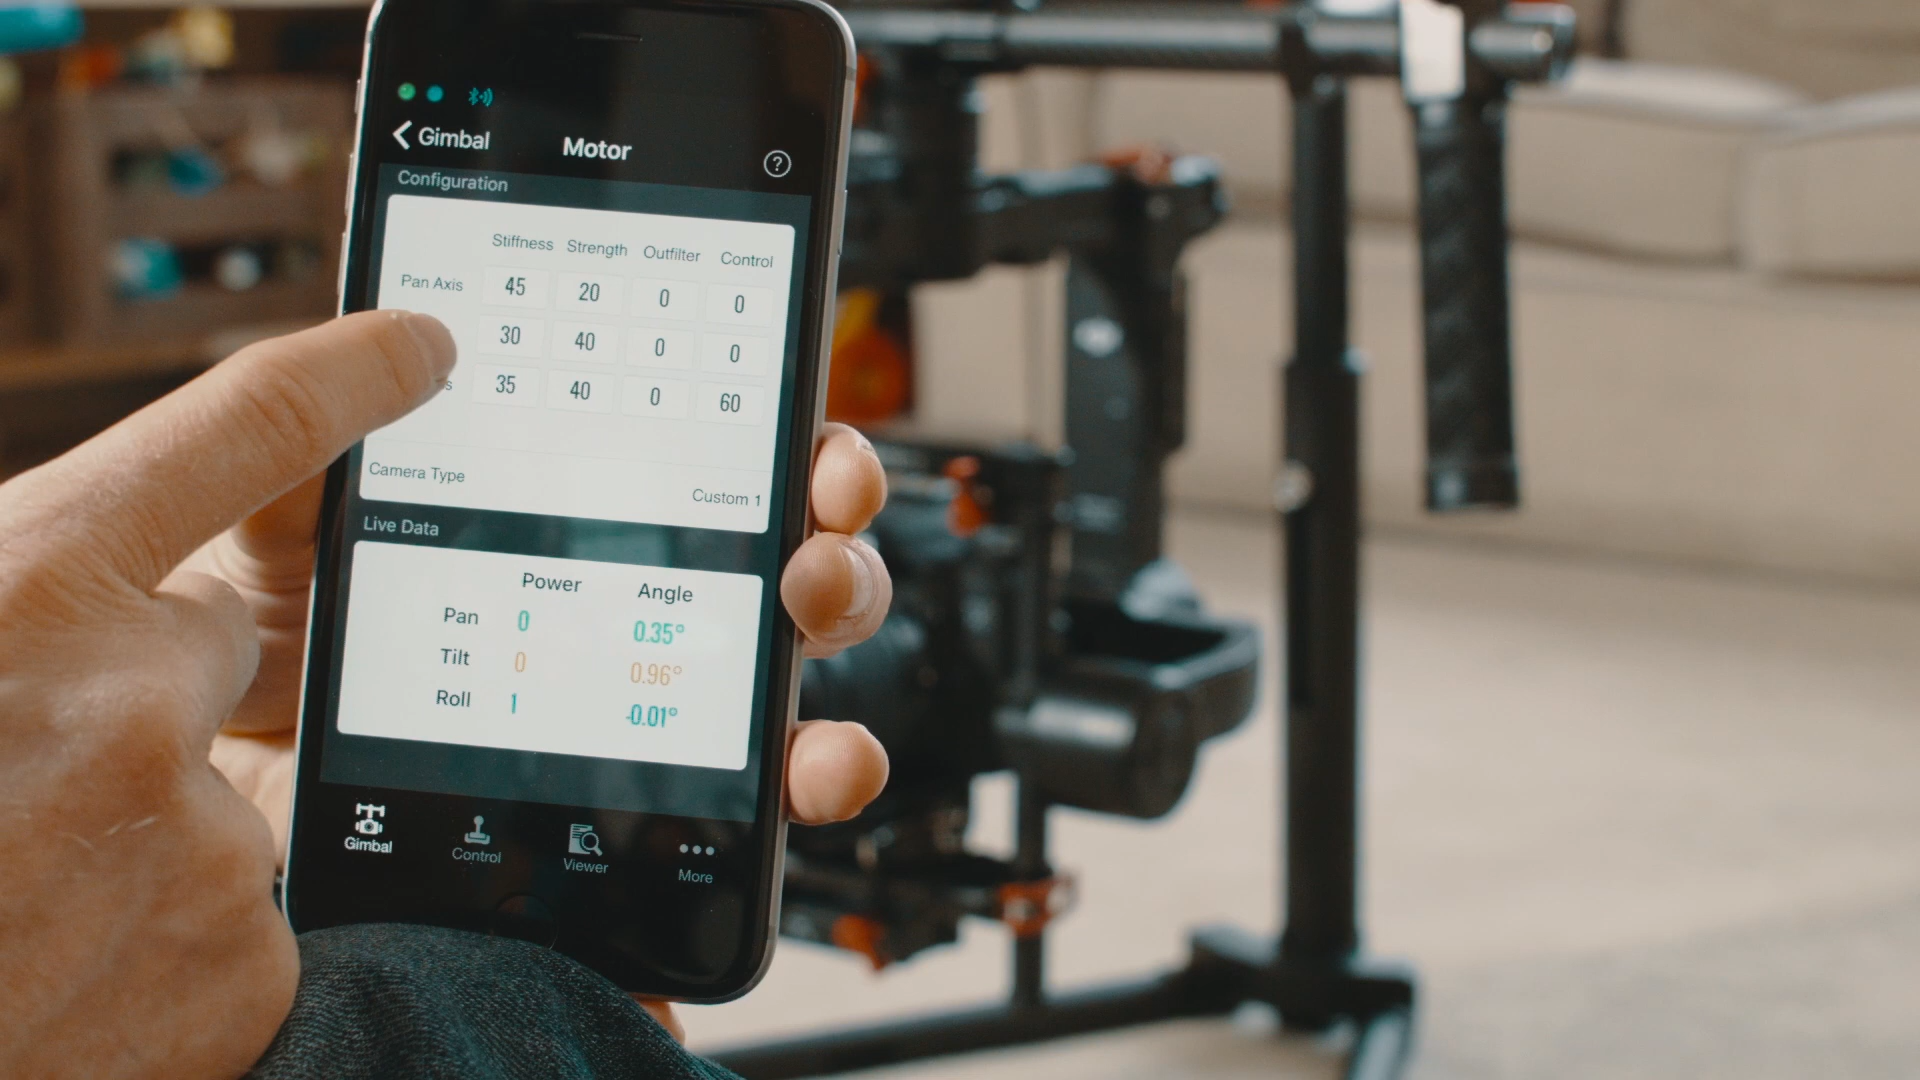 Gimbal
Motor
?
Configuration
Stiffness Strength Outfilter Control
Pan Axis 45 20 0 0
30 40 0 0
s 35 40 0 60
Camera Type Custom 1
Live Data
Power Angle
Pan 0 0.35°
Tilt 0 0.96°
Roll 1 -0.01°
Gimbal Control Viewer More